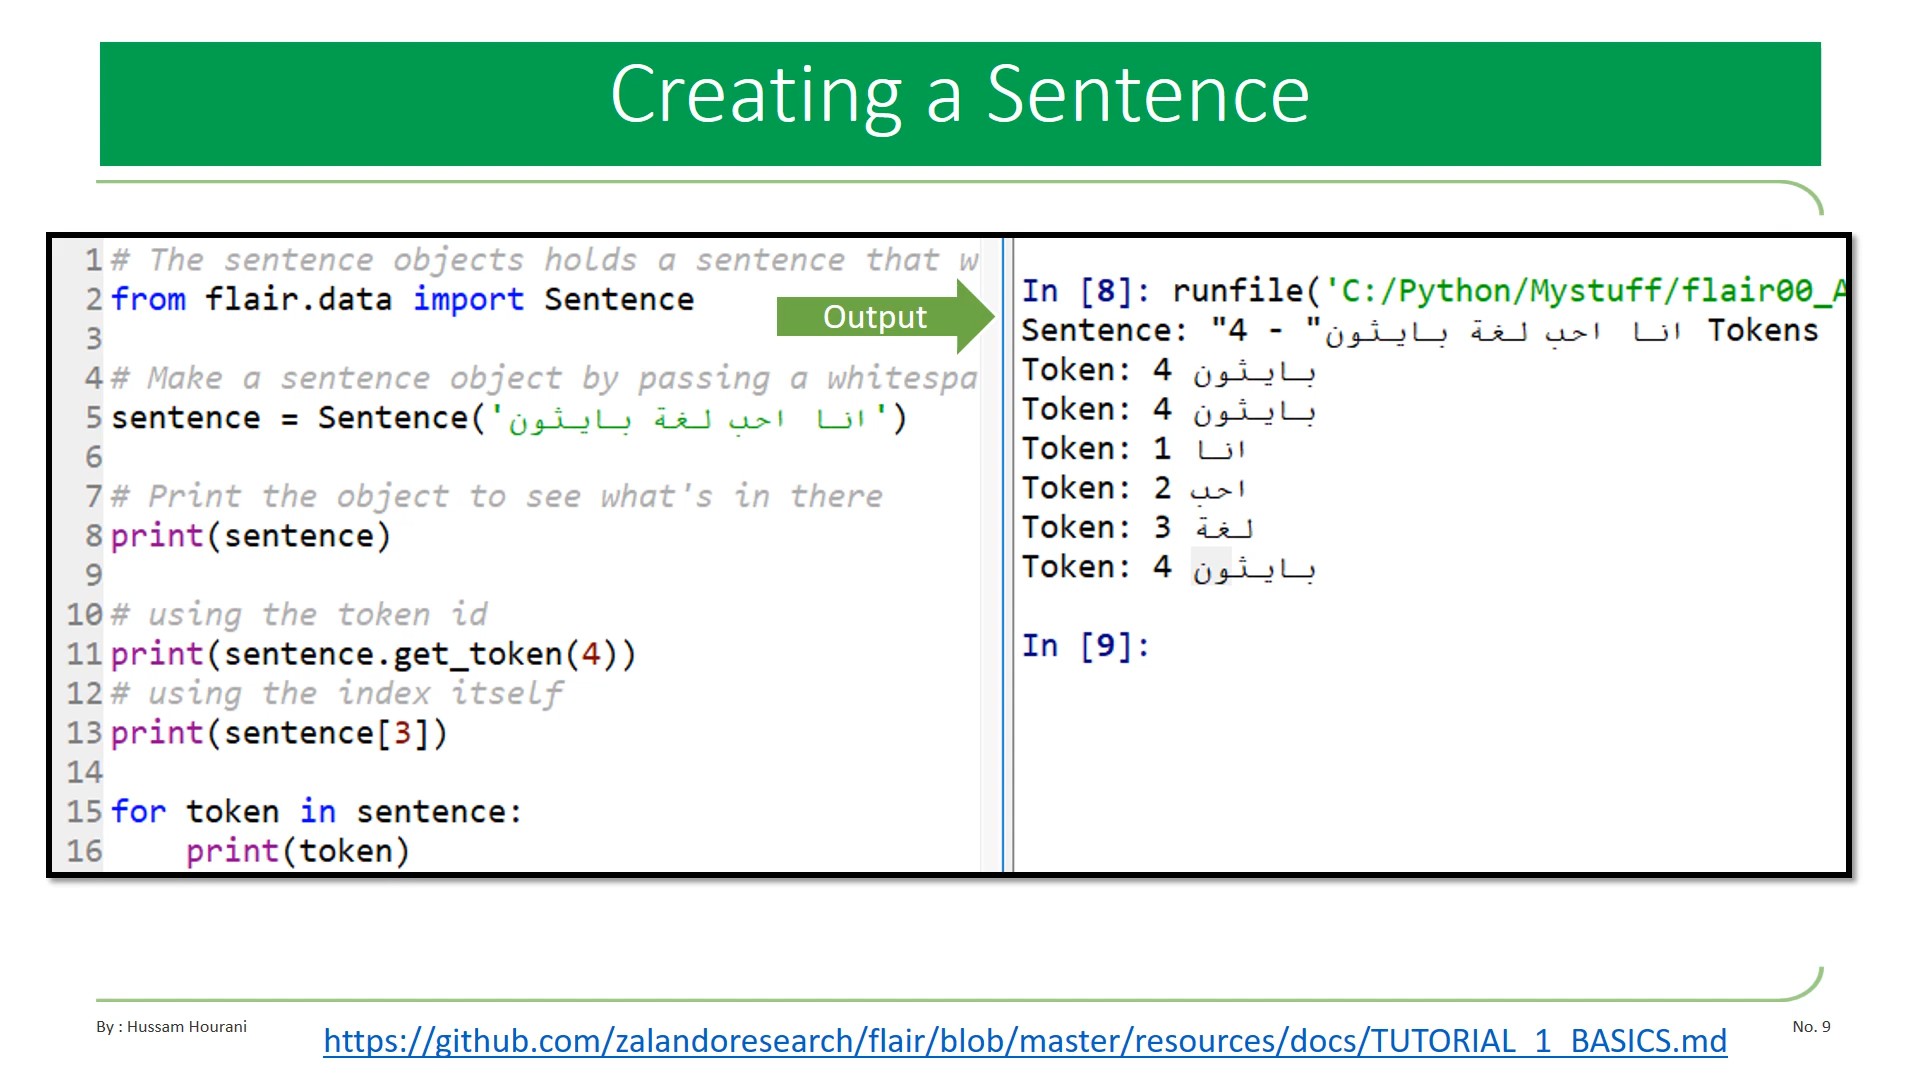 Creating a Sentence
1 # The sentence objects holds a sentence that w
2 from flair.data import Sentence
3
4 # Make a sentence object by passing a whitespa
5 sentence = Sentence('انا احب لغة بايثون')
6
7 # Print the object to see what's in there
8 print(sentence)
9
10 # using the token id
11 print(sentence.get_token(4))
12 # using the index itself
13 print(sentence[3])
14
15 for token in sentence:
16     print(token)
Output
In [8]: runfile('C:/Python/Mystuff/flair00_A
Sentence: "انا احب لغة بايثون" - 4 Tokens
Token: 4 بايثون
Token: 4 بايثون
Token: 1 انا
Token: 2 احب
Token: 3 لغة
Token: 4 بايثون
In [9]:
By : Hussam Hourani
https://github.com/zalandoresearch/flair/blob/master/resources/docs/TUTORIAL_1_BASICS.md
No. 9